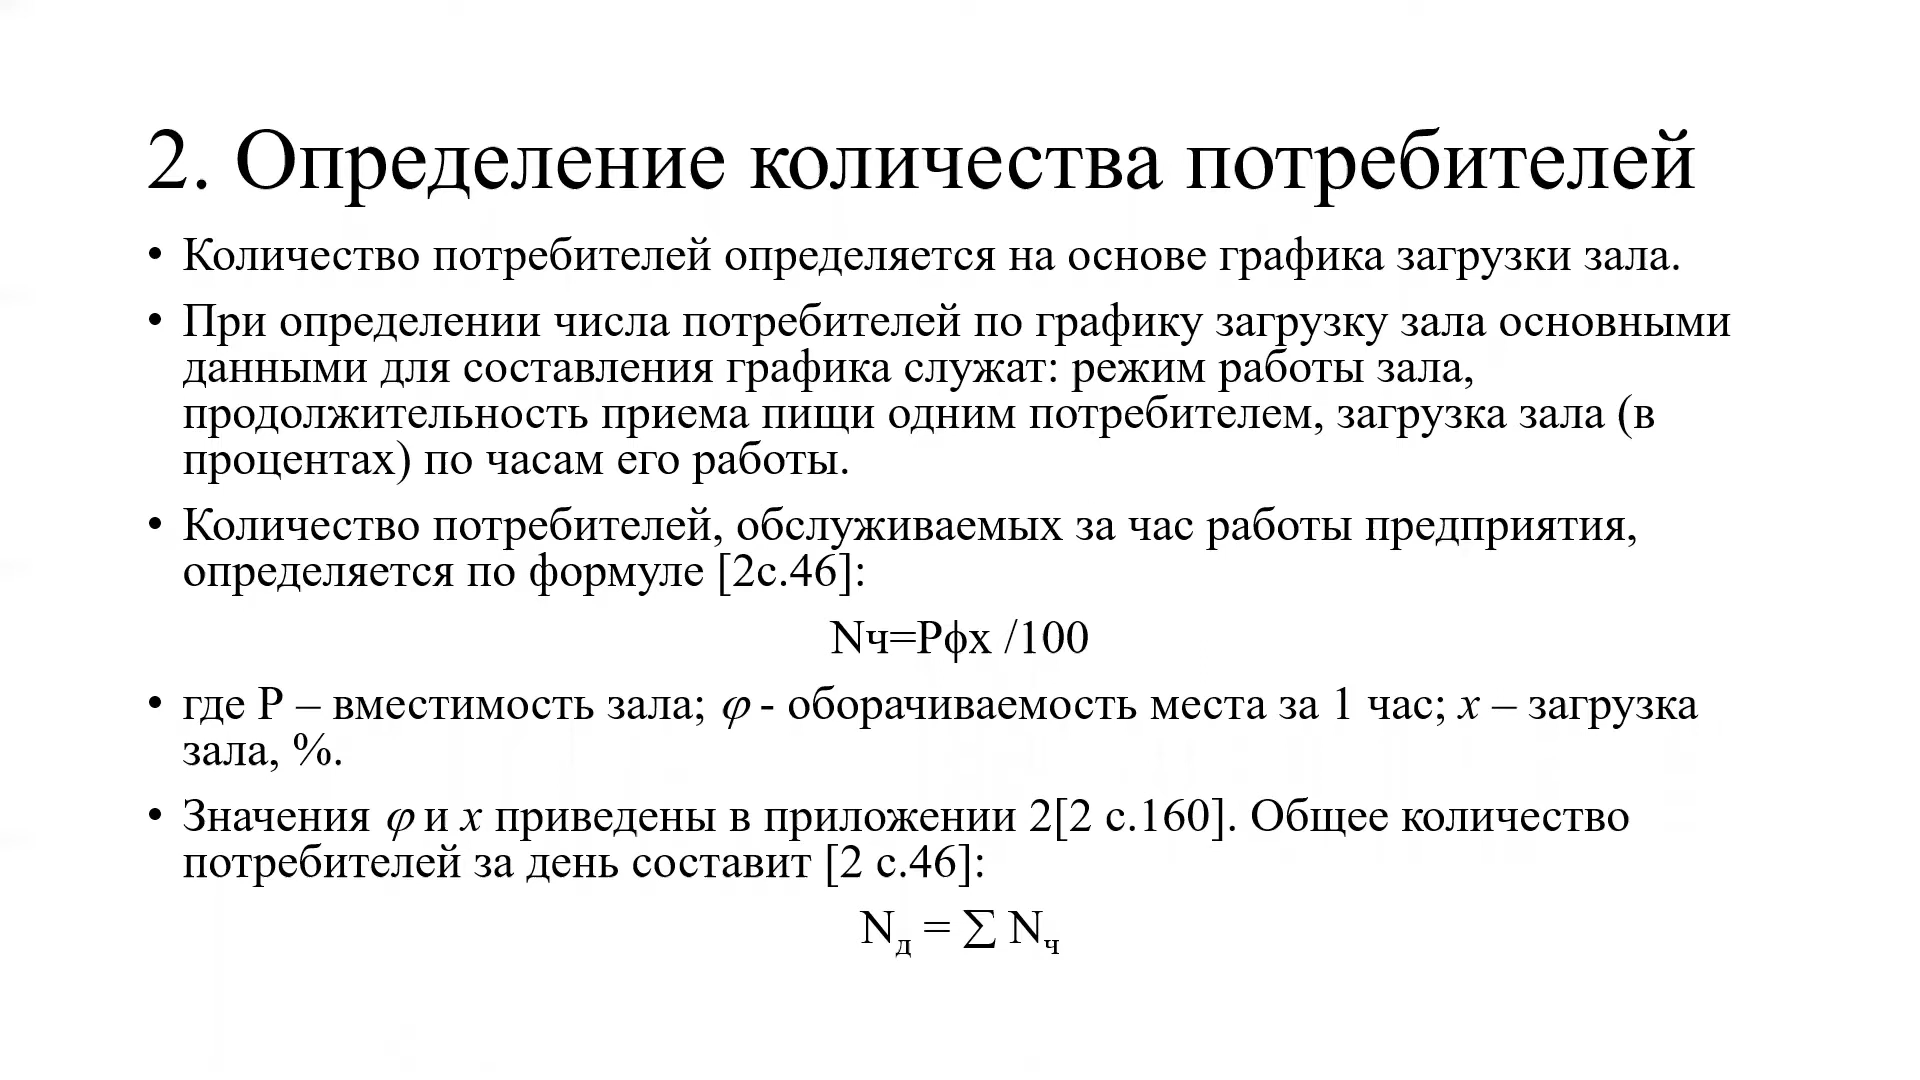 2. Определение количества потребителей
• Количество потребителей определяется на основе графика загрузки зала.
• При определении числа потребителей по графику загрузку зала основными
данными для составления графика служат: режим работы зала,
продолжительность приема пищи одним потребителем, загрузка зала (в
процентах) по часам его работы.
• Количество потребителей, обслуживаемых за час работы предприятия,
определяется по формуле [2с.46]:
Nч=Pфx /100
• где P – вместимость зала; φ - оборачиваемость места за 1 час; x – загрузка
зала, %.
• Значения φ и x приведены в приложении 2[2 с.160]. Общее количество
потребителей за день составит [2 с.46]:
Nд = ∑ Nч